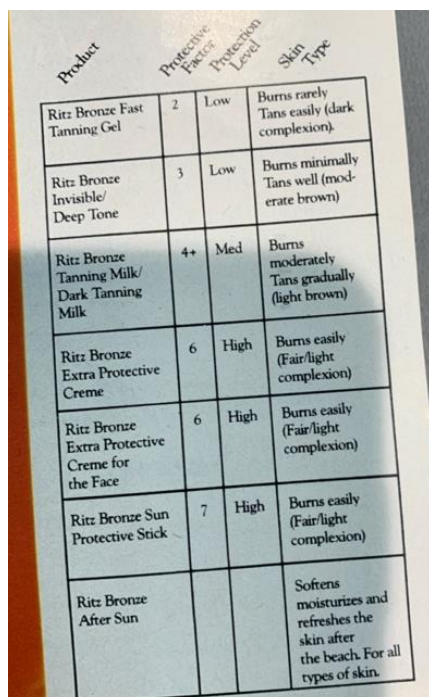 Product
Protective
Factor
Protection
Level
Skin
Type
Ritz Bronze Fast
Tanning Gel
2
Low
Burns rarely
Tans easily (dark
complexion).
Ritz Bronze
Invisible/
Deep Tone
3
Low
Burns minimally
Tans well (mod-
erate brown)
Ritz Bronze
Tanning Milk/
Dark Tanning
Milk
4+
Med
Burns
moderately
Tans gradually
(light brown)
Ritz Bronze
Extra Protective
Creme
6
High
Burns easily
(Fair/light
complexion)
Ritz Bronze
Extra Protective
Creme for
the Face
6
High
Burns easily
(Fair/light
complexion)
Ritz Bronze Sun
Protective Stick
7
High
Burns easily
(Fair/light
complexion)
Ritz Bronze
After Sun
Softens
moisturizes and
refreshes the
skin after
the beach. For all
types of skin.